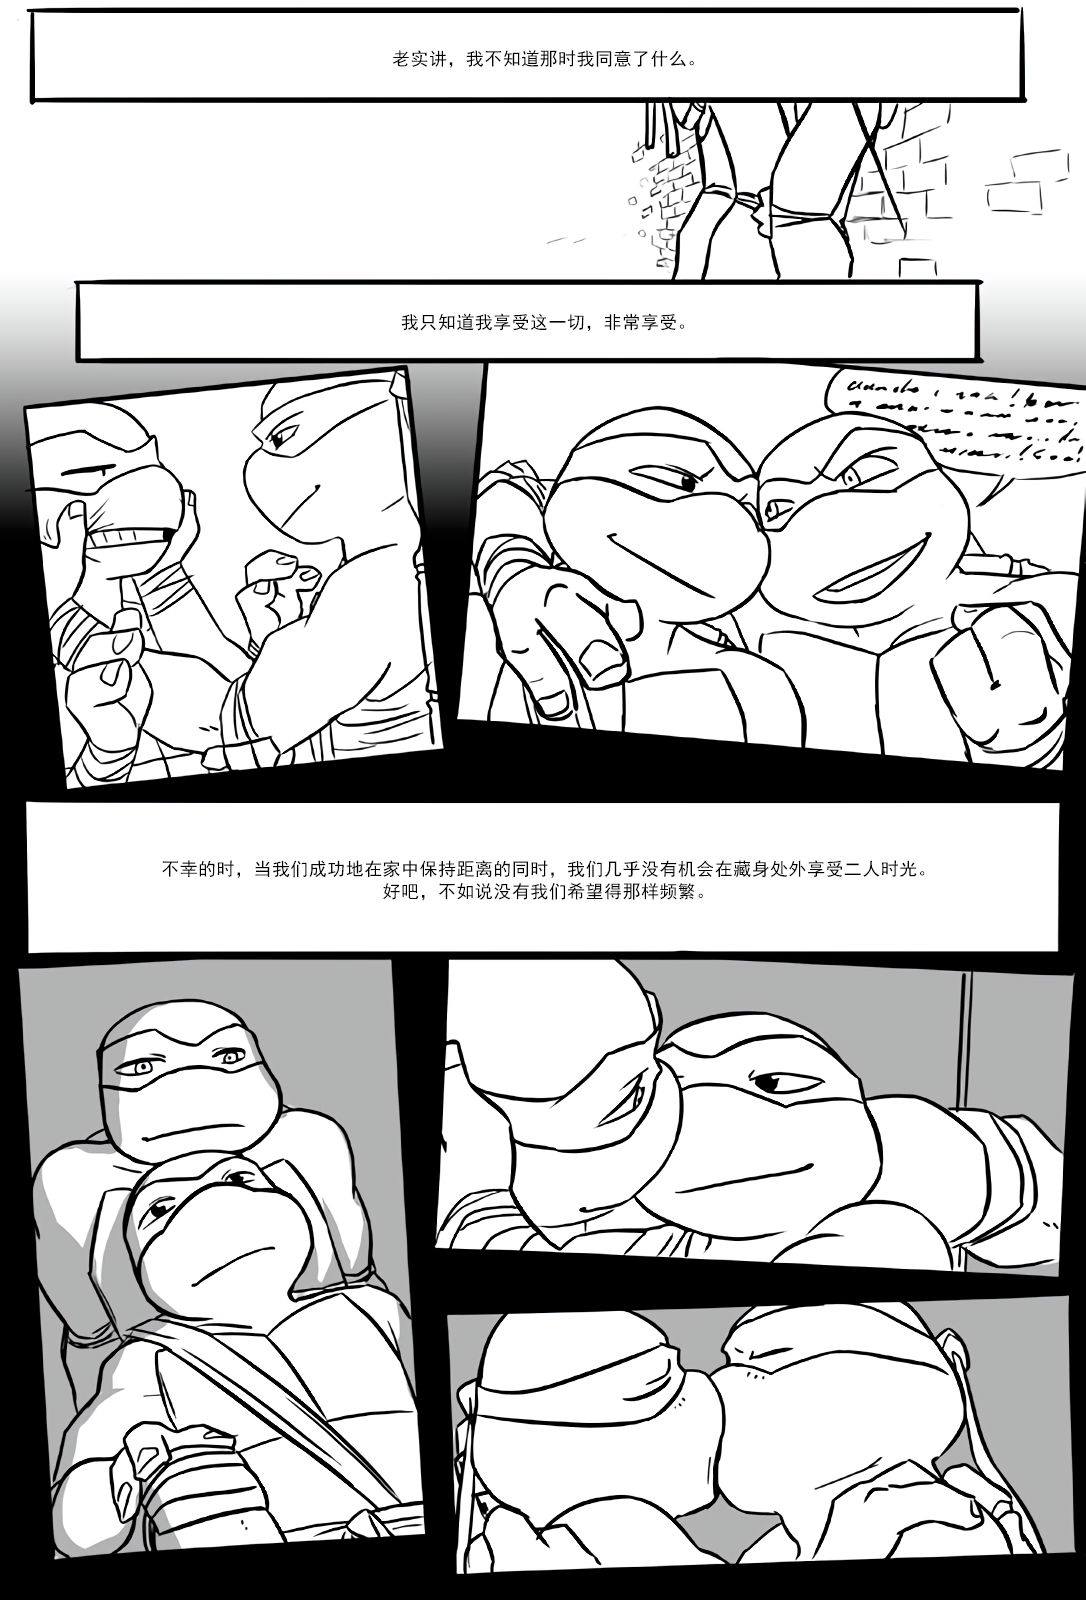 老实讲，我不知道那时我同意了什么。
我只知道我享受这一切，非常享受。
不幸的时，当我们成功地在家中保持距离的同时，我们几乎没有机会在藏身处外享受二人时光。
好吧，不如说没有我们希望得那样频繁。